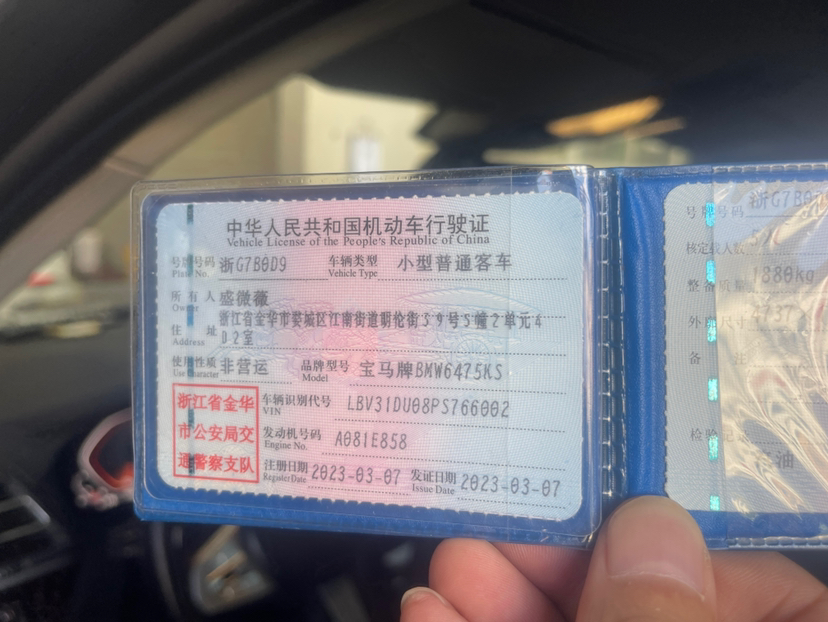 中华人民共和国机动车行驶证
Vehicle License of the People's Republic of China
号牌号码 浙G7B0D9 车辆类型 小型普通客车
Plate No. Vehicle Type
所有人 盛微薇
Owner
浙江省金华市婺城区江南街道明伦街39号5幢2单元4
住址 D2室
Address
使用性质 非营运 品牌型号 宝马牌BMW6475KS
Use Character Model
浙江省金华 车辆识别代号 LBV31DU08PS766002
VIN
市公安局交 发动机号码 A081E858
Engine No.
通警察支队 注册日期 2023-03-07 发证日期 2023-03-07
Register Date Issue Date
号牌号码 浙G7B0
核定载人数
整备质量 1880kg
外 尺寸 4737
备
检验
油